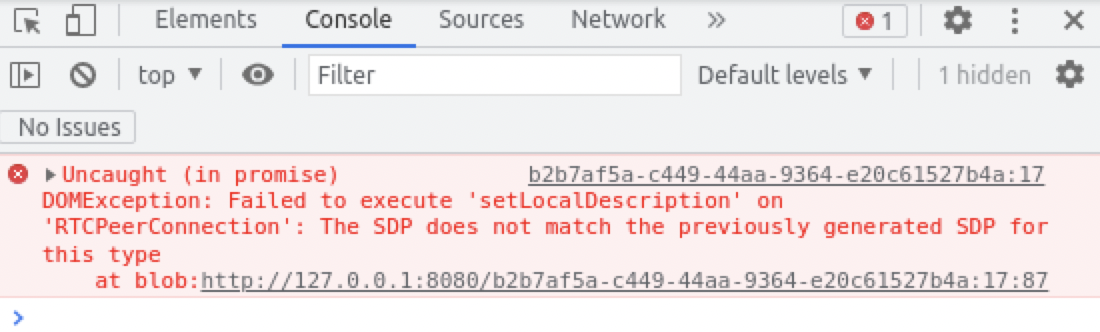 Elements Console Sources Network » 1
top ▼ Filter Default levels ▼ 1 hidden
No Issues
Uncaught (in promise) b2b7af5a-c449-44aa-9364-e20c61527b4a:17
DOMException: Failed to execute 'setLocalDescription' on
'RTCPeerConnection': The SDP does not match the previously generated SDP for
this type
at blob:http://127.0.0.1:8080/b2b7af5a-c449-44aa-9364-e20c61527b4a:17:87